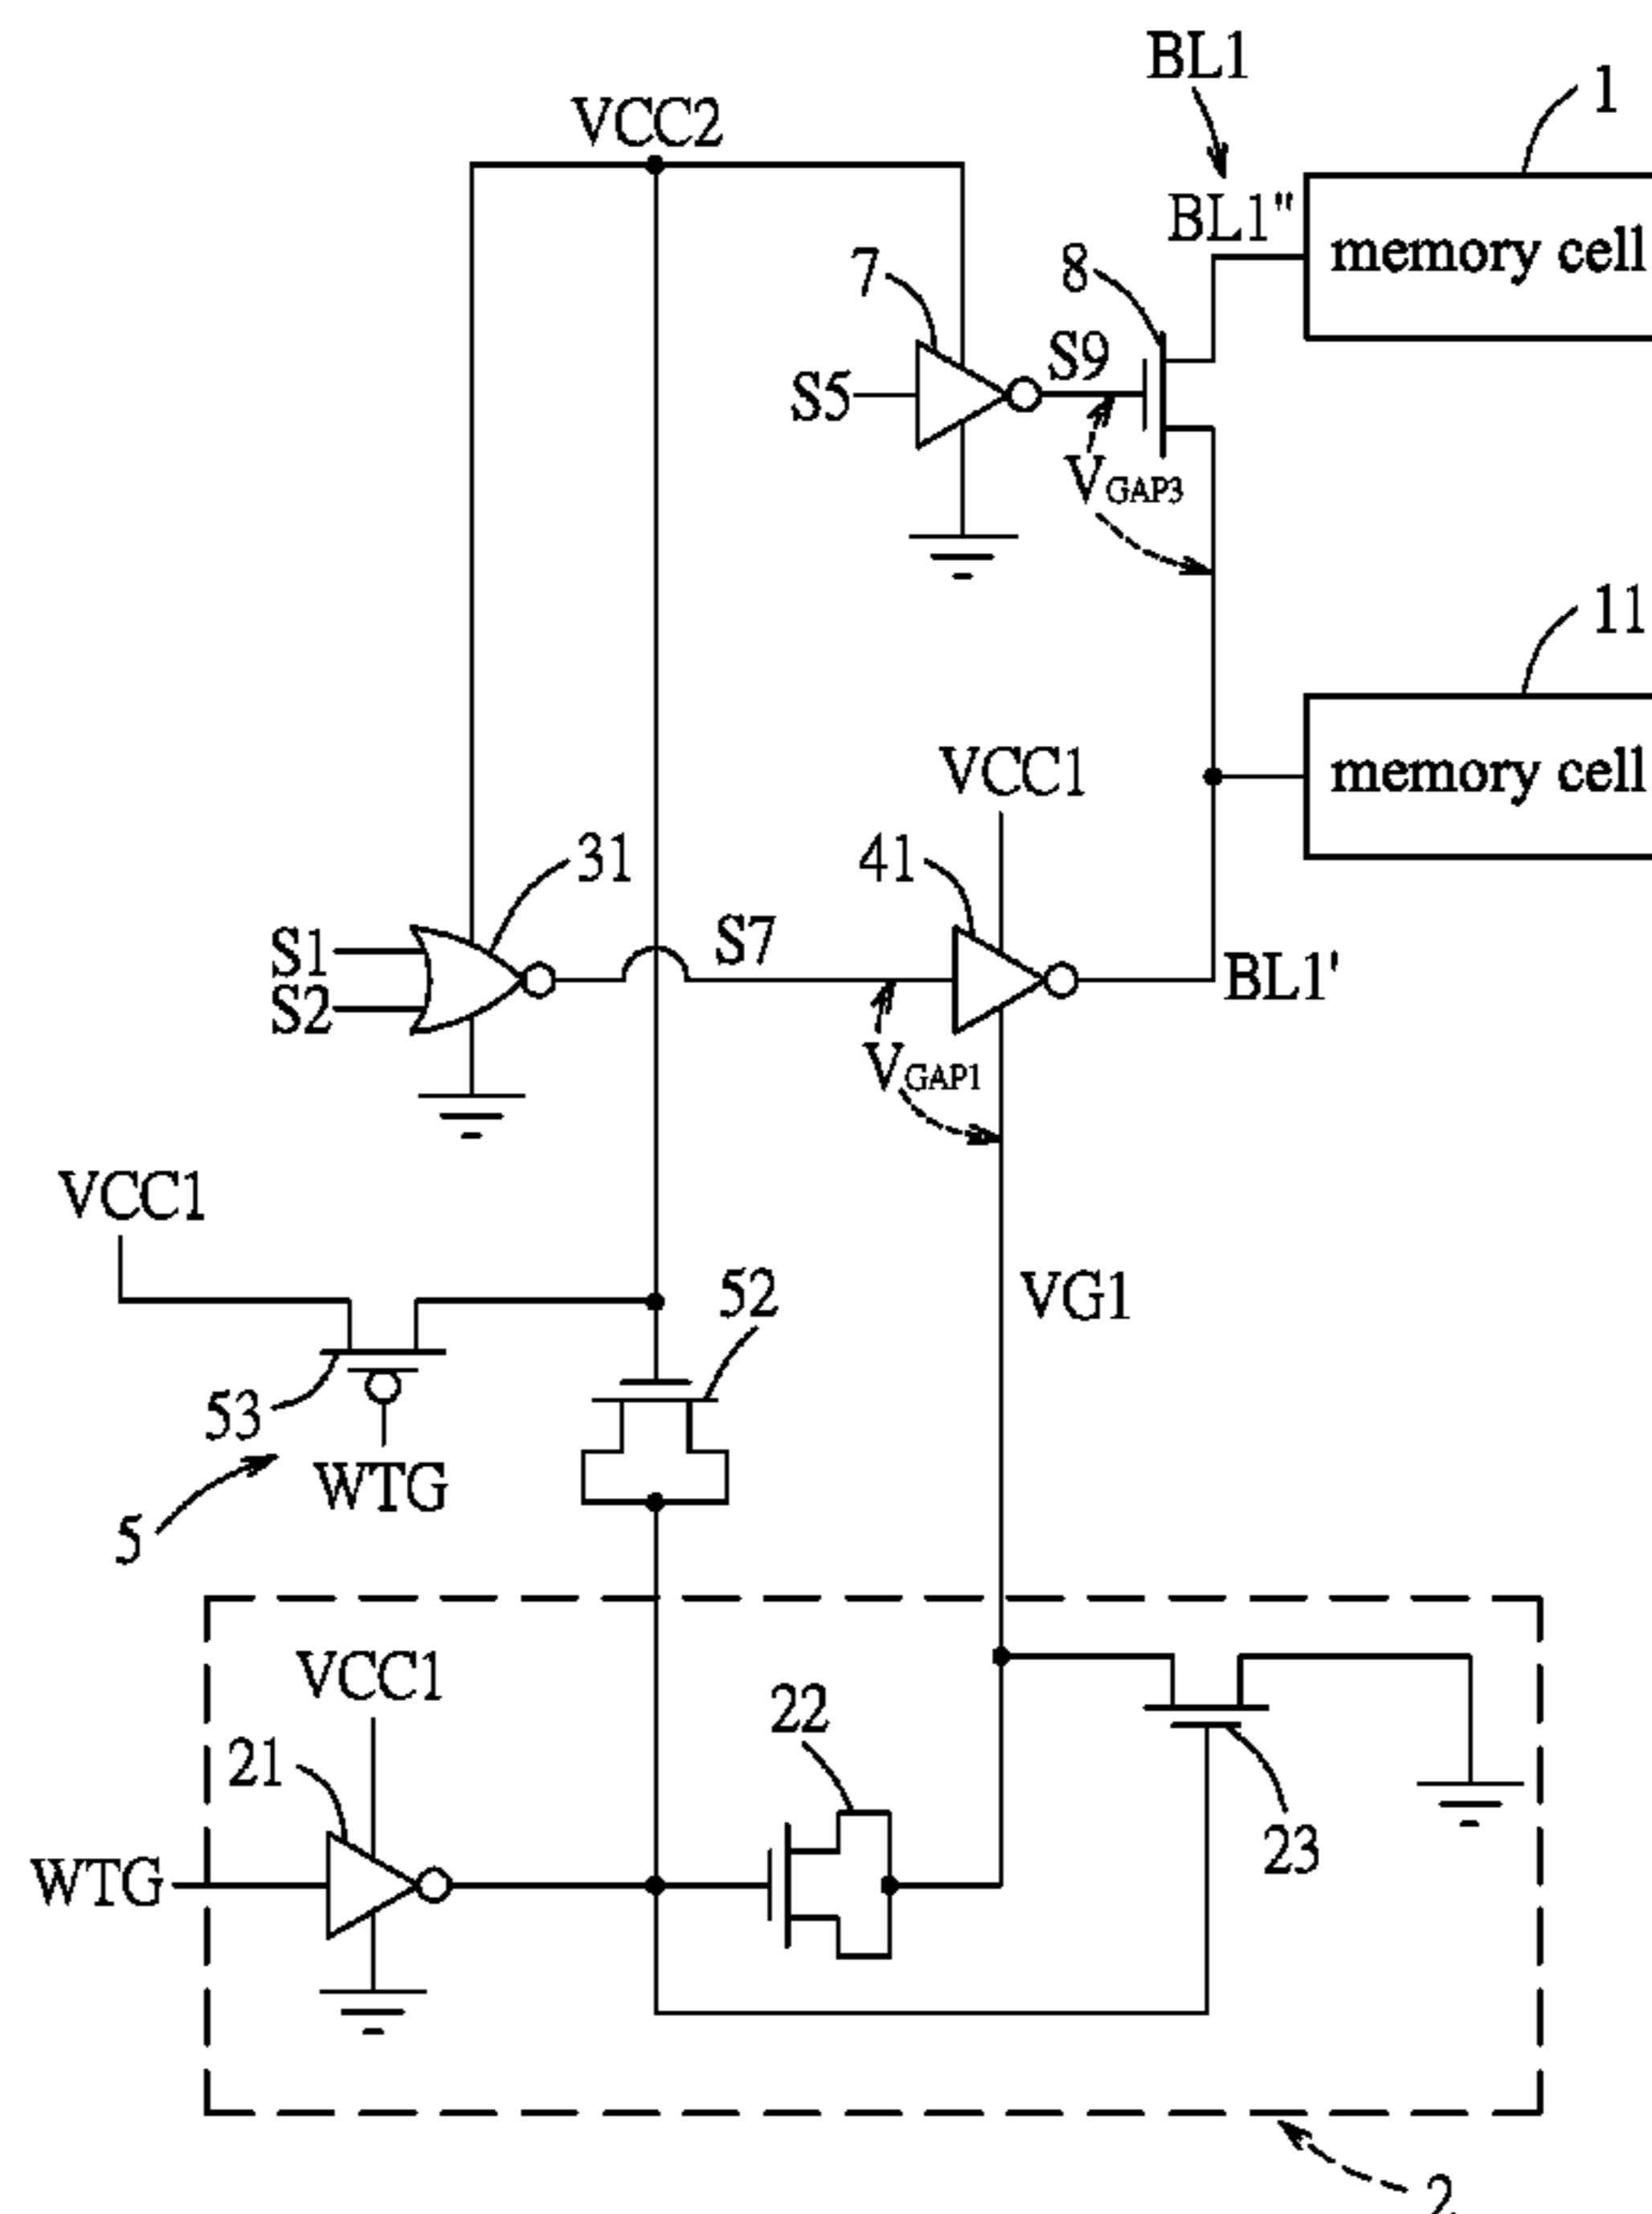 BL1
1
VCC2
BL1"
memory cell
7
8
S9
S5
VGAP3
11
VCC1
memory cell
31
41
S1
S7
S2
BL1'
VGAP1
VCC1
52
VG1
53
WTG
5
VCC1
22
21
23
WTG
2